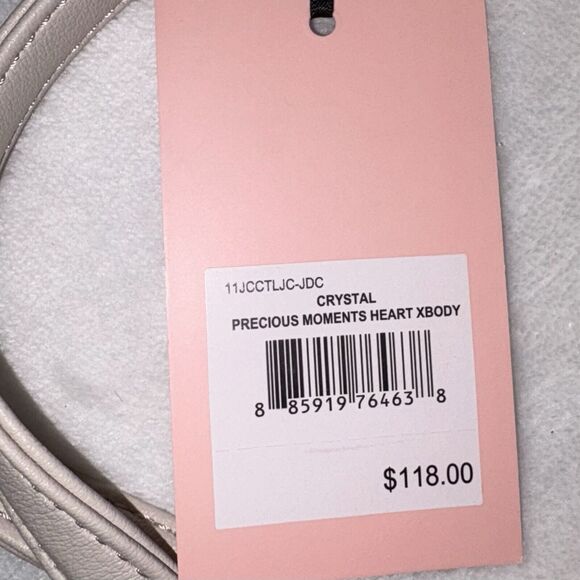 11JCCTLJC-JDC
CRYSTAL
PRECIOUS MOMENTS HEART XBODY
8 85919 76463 8
$118.00